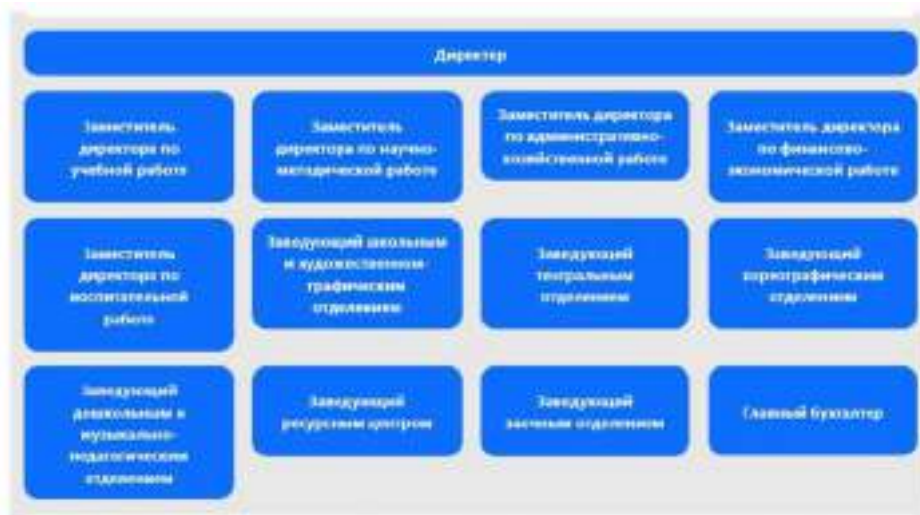 Директор
Заместитель
директора по
учебной работе
Заместитель
директора по научно-
методической работе
Заместитель директора
по административно-
хозяйственной работе
Заместитель директора
по финансово-
экономической работе
Заместитель
директора по
воспитательной
работе
Заведующий школьным
и художественно-
графическим
отделением
Заведующий
театральным
отделением
Заведующий
хореографическим
отделением
Заведующий
дошкольным и
музыкально-
педагогическим
отделением
Заведующий
ресурсным центром
Заведующий
заочным отделением
Главный бухгалтер